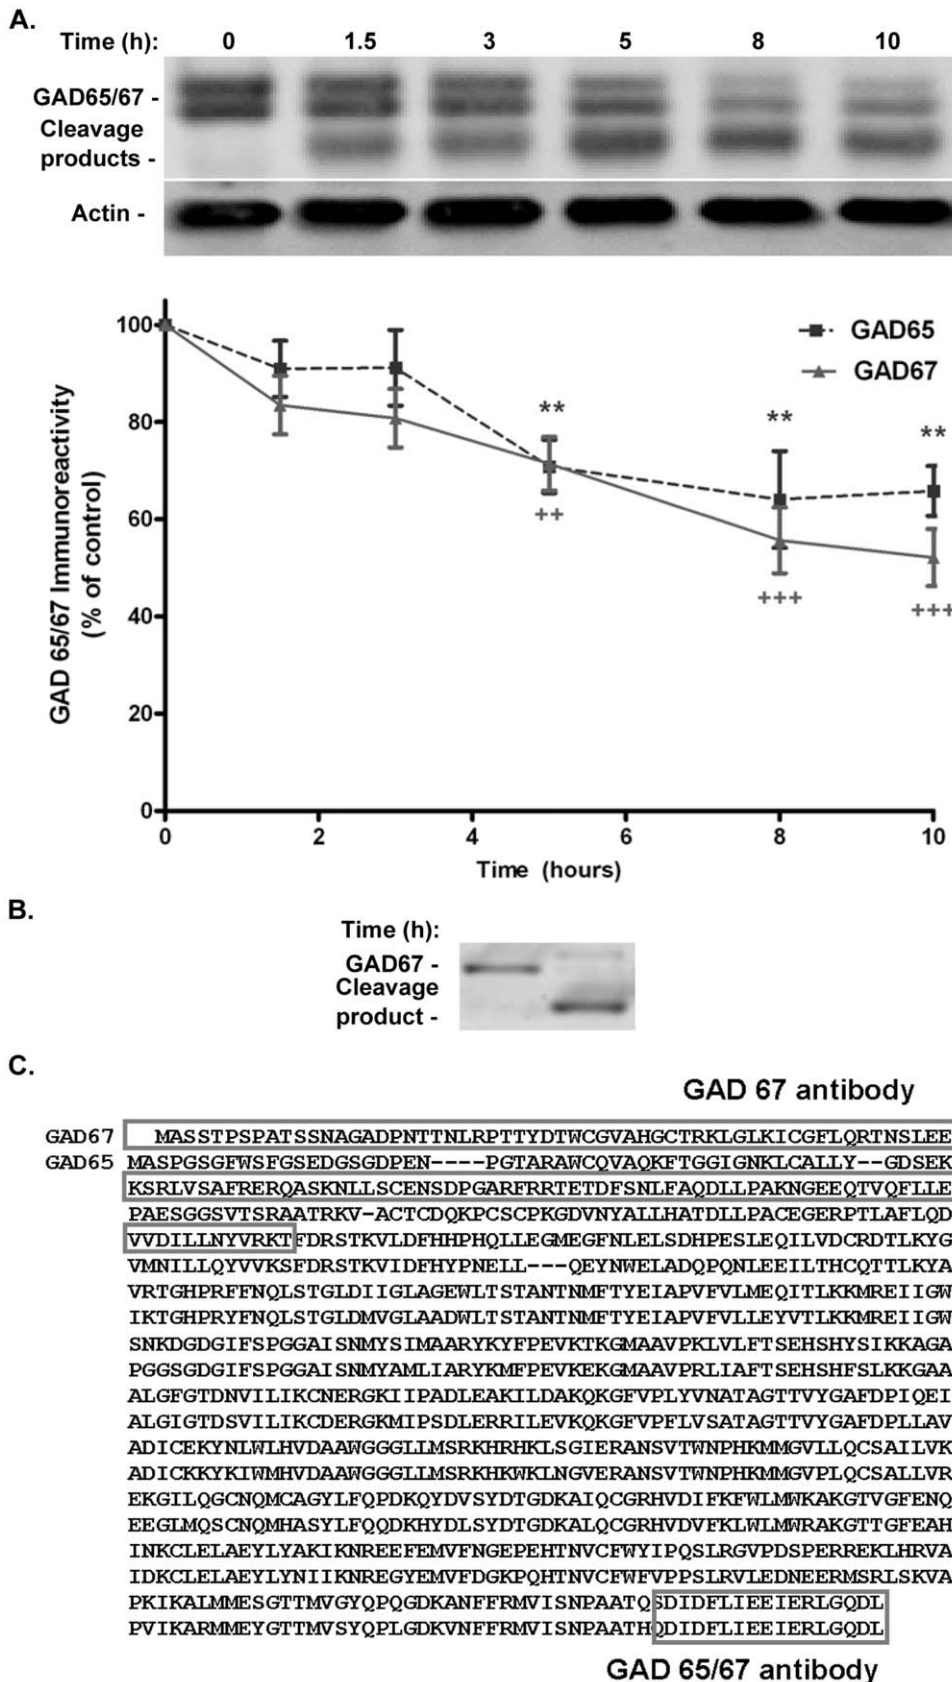 A.
Time (h): 0 1.5 3 5 8 10
GAD65/67 -
Cleavage
products -
Actin -
100
80
60
40
20
0
GAD 65/67 Immunoreactivity
(% of control)
GAD65
GAD67
** ** **
++ +++ +++
0 2 4 6 8 10
Time (hours)
B.
Time (h):
GAD67 -
Cleavage
product -
C.
GAD 67 antibody
GAD67 MASSTPSPATSSNAGADPNTTNLRPTTYDTWCGVAHGCTRKLGLKICGFLQRTNSLEE
GAD65 MASPGSGFWSFGSEDGSGDPEN----PGTARAWCQVAQKFTGGIGNKLCALLY--GDSEK
KSRLVSAFRERQASKNLLSCENSDPGARFRRTETDFSNLFAQDLLPAKNGEEQTVQFLLE
PAESGGSVTSRAATRKV-ACTCDQKPCSCPKGDVNYALLHATDLLPACEGERPTLAFLQD
VVDILLNYVRKTFDRSTKVLDFHHPHQLLEGMEGFNLELSDHPESLEQILVDCRDTLKYG
VMNILLQYVVKSFDRSTKVIDFHYPNELL---QEYNWELADQPQNLEEILTHCQTTLKYA
VRTGHPRFFNQLSTGLDIIGLAGEWLTSTANTNMFTYEIAPVFVLMEQITLKKMREIIGW
IKTGHPRYFNQLSTGLDMVGLAADWLTSTANTNMFTYEIAPVFVLLEYVTLKKMREIIGW
SNKDGDGIFSPGGAISNMYSIMAARYKYFPEVKTKGMAAVPKLVLFTSEHSHYSIKKAGA
PGGSGDGIFSPGGAISNMYAMLIARYKMFPEVKEKGMAAVPRLIAFTSEHSHFSLKKGAA
ALGFGTDNVILIKCNERGKIIPADLEAKILDAKQKGFVPLYVNATAGTTVYGAFDPIQEI
ALGIGTDSVILIKCDERGKMIPSDLERRILEVKQKGFVPFLVSATAGTTVYGAFDPLLAV
ADICEKYNLWLHVDAAWGGGLLMSRKHRHKLSGIERANSVTWNPHKMMGVLLQCSAILVK
ADICKKYKIWMHVDAAWGGGLLMSRKHKWKLNGVERANSVTWNPHKMMGVPLQCSALLVR
EKGILQGCNQMCAGYLFQPDKQYDVSYDTGDKAIQCGRHVDIFKFWLMWKAKGTVGFENQ
EEGLMQSCNQMHASYLFQQDKHYDLSYDTGDKALQCGRHVDVFKLWLMWRAKGTTGFEAH
INKCLELAEYLYAKIKNREEFEMVFNGEPEHTNVCFWYIPQSLRGVPDSPERREKLHRVA
IDKCLELAEYLYNIIKNREGYEMVFDGKPQHTNVCFWFVPPSLRVLEDNEERMSRLSKVA
PKIKALMMESGTTMVGYQPQGDKANFFRMVISNPAATQSDIDFLIEEIERLGQDL
PVIKARMMEYGTTMVSYQPLGDKVNFFRMVISNPAATHQDIDFLIEEIERLGQDL
GAD 65/67 antibody